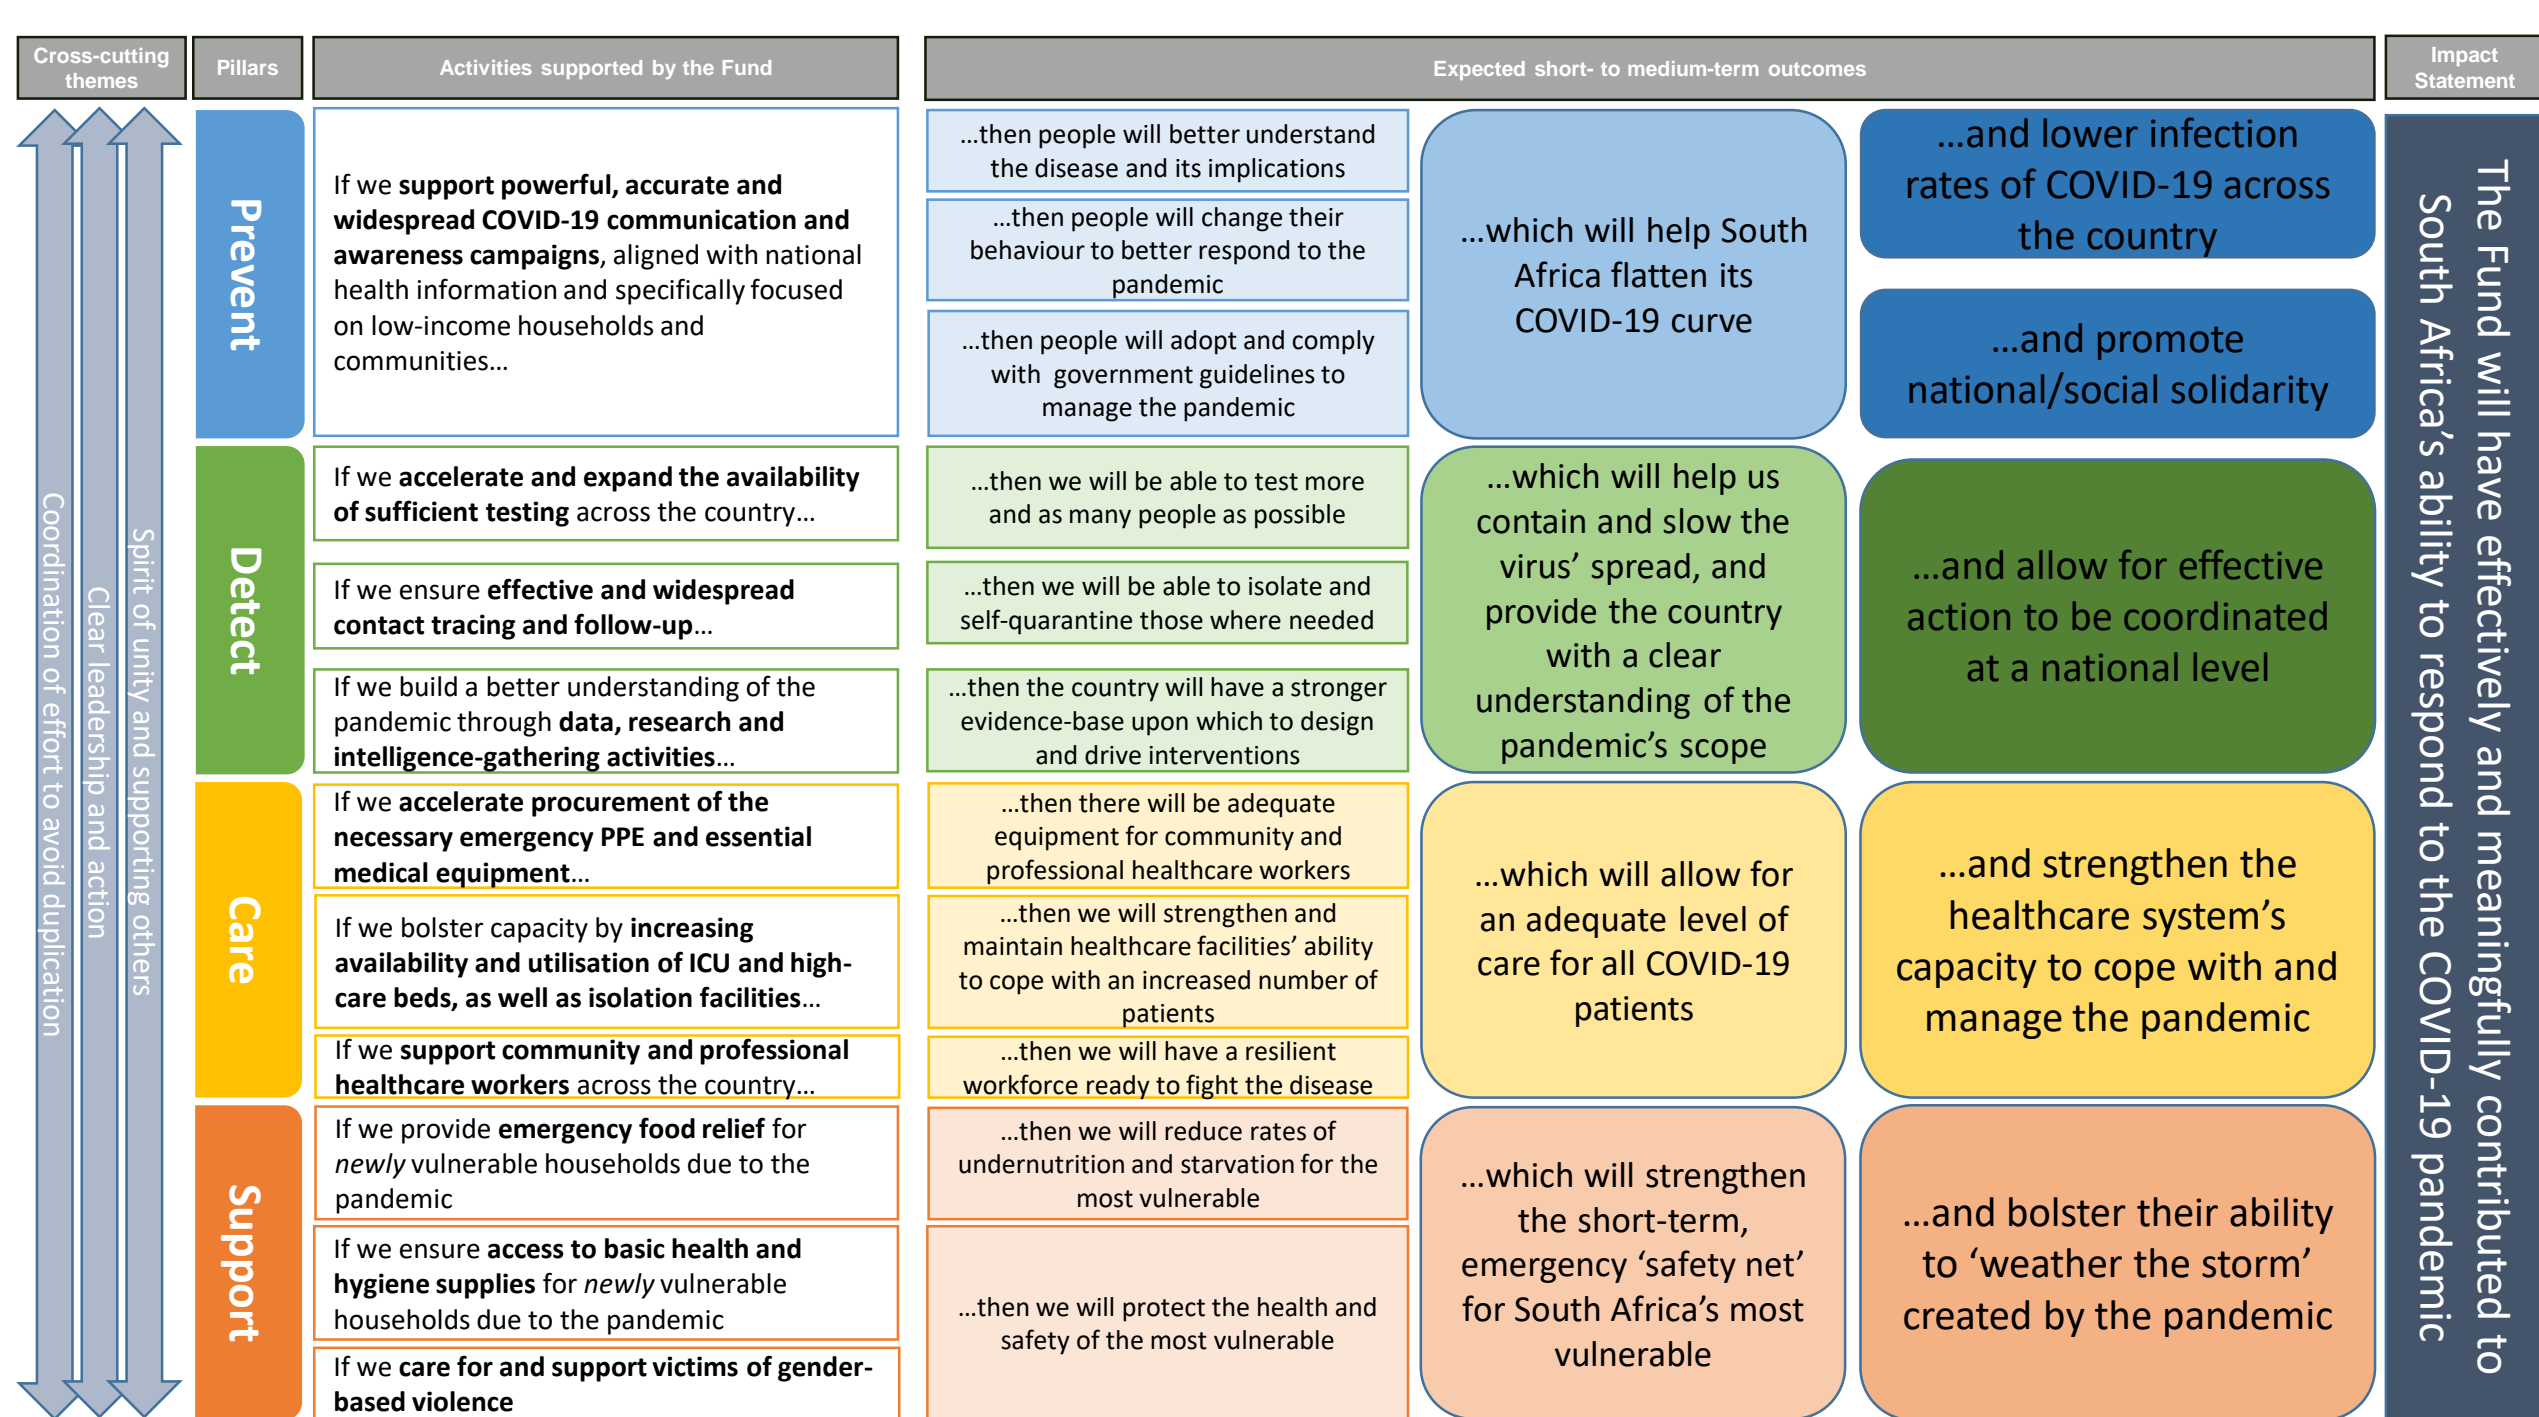 Cross-cutting
themes
Pillars
Activities supported by the Fund
Expected short- to medium-term outcomes
Impact
Statement
Coordination of effort to avoid duplication
Clear leadership and action
Spirit of unity and supporting others
Prevent
If we support powerful, accurate and
widespread COVID-19 communication and
awareness campaigns, aligned with national
health information and specifically focused
on low-income households and
communities…
…then people will better understand
the disease and its implications
…then people will change their
behaviour to better respond to the
pandemic
…then people will adopt and comply
with government guidelines to
manage the pandemic
…which will help South
Africa flatten its
COVID-19 curve
…and lower infection
rates of COVID-19 across
the country
…and promote
national/social solidarity
Detect
If we accelerate and expand the availability
of sufficient testing across the country…
If we ensure effective and widespread
contact tracing and follow-up…
If we build a better understanding of the
pandemic through data, research and
intelligence-gathering activities…
…then we will be able to test more
and as many people as possible
…then we will be able to isolate and
self-quarantine those where needed
…then the country will have a stronger
evidence-base upon which to design
and drive interventions
…which will help us
contain and slow the
virus’ spread, and
provide the country
with a clear
understanding of the
pandemic’s scope
…and allow for effective
action to be coordinated
at a national level
Care
If we accelerate procurement of the
necessary emergency PPE and essential
medical equipment…
If we bolster capacity by increasing
availability and utilisation of ICU and high-
care beds, as well as isolation facilities…
If we support community and professional
healthcare workers across the country…
…then there will be adequate
equipment for community and
professional healthcare workers
…then we will strengthen and
maintain healthcare facilities’ ability
to cope with an increased number of
patients
…then we will have a resilient
workforce ready to fight the disease
…which will allow for
an adequate level of
care for all COVID-19
patients
…and strengthen the
healthcare system’s
capacity to cope with and
manage the pandemic
Support
If we provide emergency food relief for
newly vulnerable households due to the
pandemic
If we ensure access to basic health and
hygiene supplies for newly vulnerable
households due to the pandemic
If we care for and support victims of gender-
based violence
…then we will reduce rates of
undernutrition and starvation for the
most vulnerable
…then we will protect the health and
safety of the most vulnerable
…which will strengthen
the short-term,
emergency ‘safety net’
for South Africa’s most
vulnerable
…and bolster their ability
to ‘weather the storm’
created by the pandemic
The Fund will have effectively and meaningfully contributed to
South Africa’s ability to respond to the COVID-19 pandemic